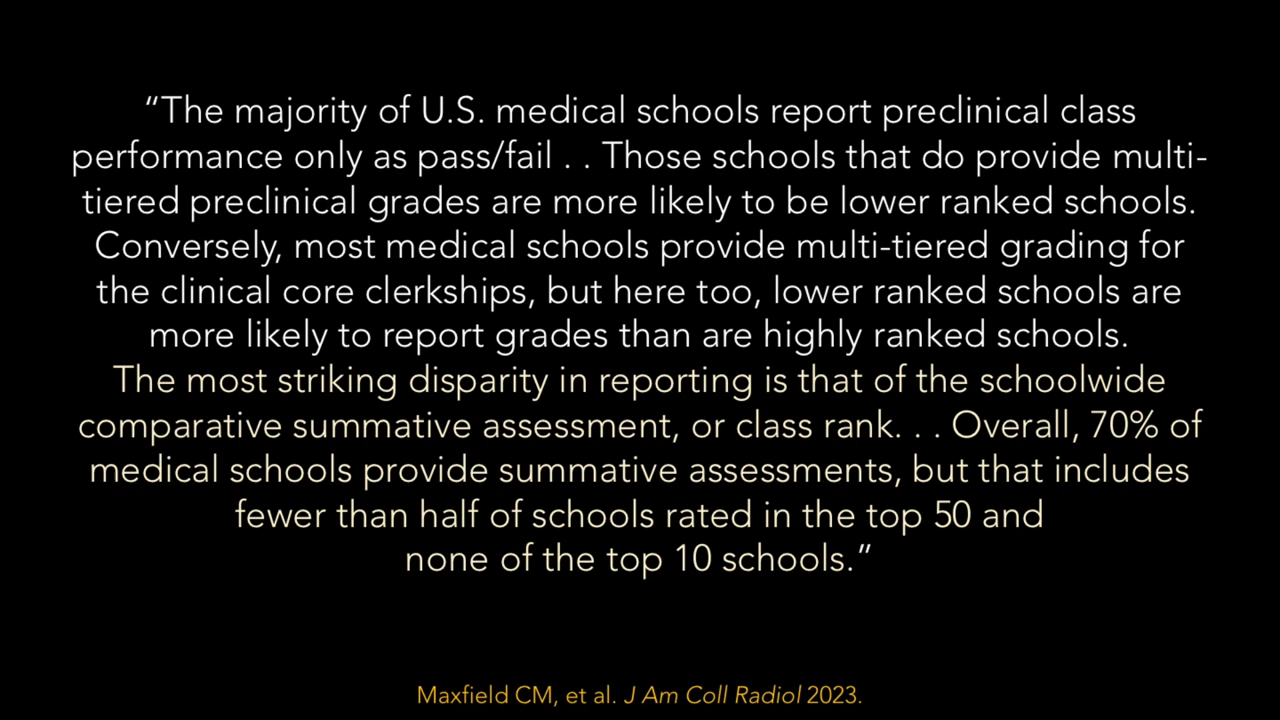 “The majority of U.S. medical schools report preclinical class
performance only as pass/fail . . Those schools that do provide multi-
tiered preclinical grades are more likely to be lower ranked schools.
Conversely, most medical schools provide multi-tiered grading for
the clinical core clerkships, but here too, lower ranked schools are
more likely to report grades than are highly ranked schools.
The most striking disparity in reporting is that of the schoolwide
comparative summative assessment, or class rank. . . Overall, 70% of
medical schools provide summative assessments, but that includes
fewer than half of schools rated in the top 50 and
none of the top 10 schools.”
Maxfield CM, et al. J Am Coll Radiol 2023.